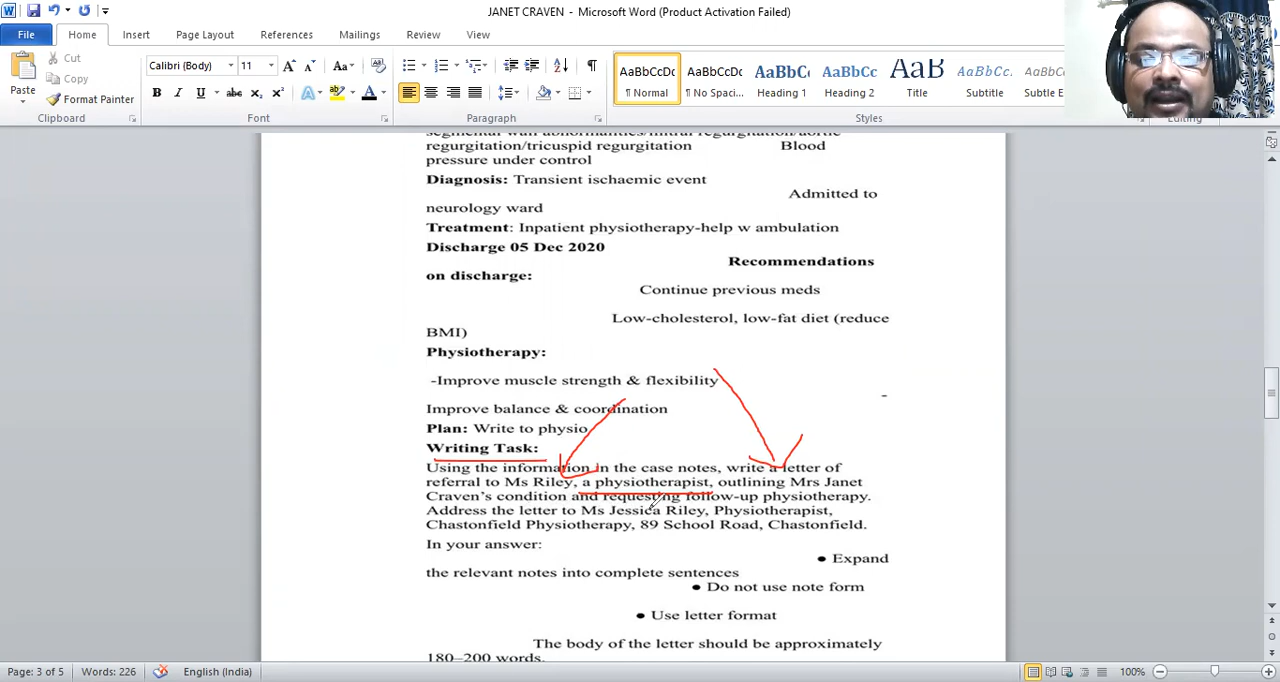 JANET CRAVEN - Microsoft Word (Product Activation Failed)
File Home Insert Page Layout References Mailings Review View
Paste
Cut
Copy
Format Painter
Clipboard
Calibri (Body) 11
Font
Paragraph
AaBbCcDc AaBbCcDc AaBbC AaBbCc AaB AaBbCc. AaBbCc
¶ Normal ¶ No Spaci... Heading 1 Heading 2 Title Subtitle Subtle E
Styles
Editing
segmental wall abnormalities/mitral regurgitation/aortic
regurgitation/tricuspid regurgitation Blood
pressure under control
Diagnosis: Transient ischaemic event
Admitted to
neurology ward
Treatment: Inpatient physiotherapy-help w ambulation
Discharge 05 Dec 2020
Recommendations
on discharge:
Continue previous meds
Low-cholesterol, low-fat diet (reduce
BMI)
Physiotherapy:
-Improve muscle strength & flexibility
-
Improve balance & coordination
Plan: Write to physio
Writing Task:
Using the information in the case notes, write a letter of
referral to Ms Riley, a physiotherapist, outlining Mrs Janet
Craven's condition and requesting follow-up physiotherapy.
Address the letter to Ms Jessica Riley, Physiotherapist,
Chastonfield Physiotherapy, 89 School Road, Chastonfield.
In your answer:
● Expand
the relevant notes into complete sentences
● Do not use note form
● Use letter format
The body of the letter should be approximately
180–200 words.
Page: 3 of 5 Words: 226 English (India) 100%